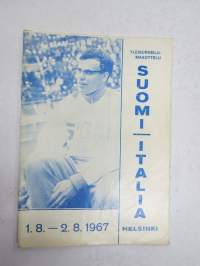 YLEISURHEILU-
MAAOTTELU
SUOMI-ITALIA
HELSINKI
1.8. — 2.8. 1967